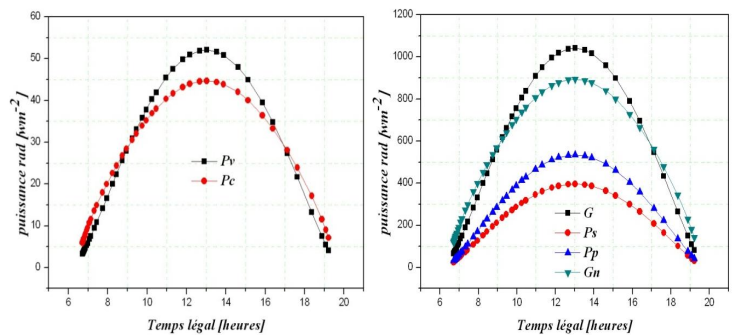 60
50
40
30
20
10
0
6 8 10 12 14 16 18 20
puissance rad [wm-2]
Temps légal [heures]
Pv
Pc
1200
1000
800
600
400
200
0
6 8 10 12 14 16 18 20
puissance rad [wm-2]
Temps légal [heures]
G
Ps
Pp
Gn